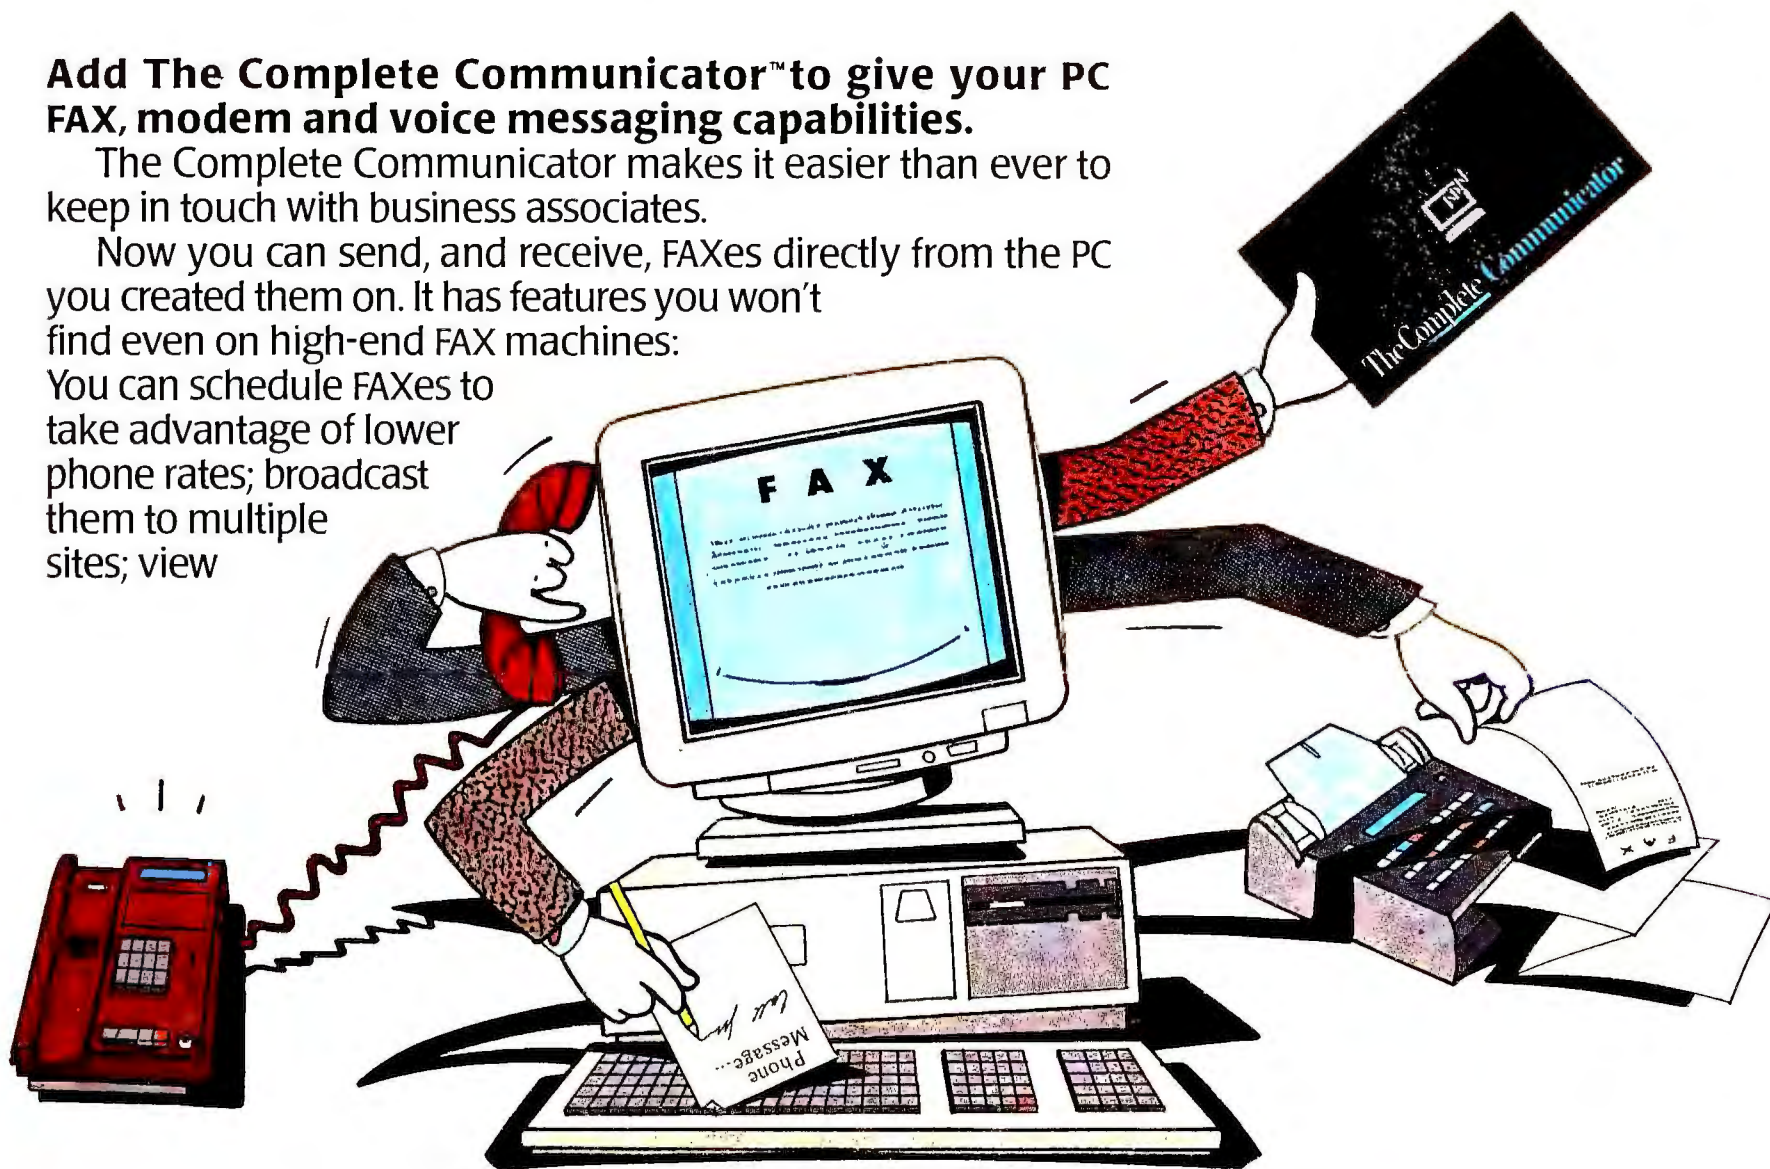 Add The Complete Communicator™ to give your PC
FAX, modem and voice messaging capabilities.
The Complete Communicator makes it easier than ever to
keep in touch with business associates.
Now you can send, and receive, FAXes directly from the PC
you created them on. It has features you won't
find even on high-end FAX machines:
You can schedule FAXes to
take advantage of lower
phone rates; broadcast
them to multiple
sites; view
The Complete Communicator
FAX
FAX
Phone
Message...